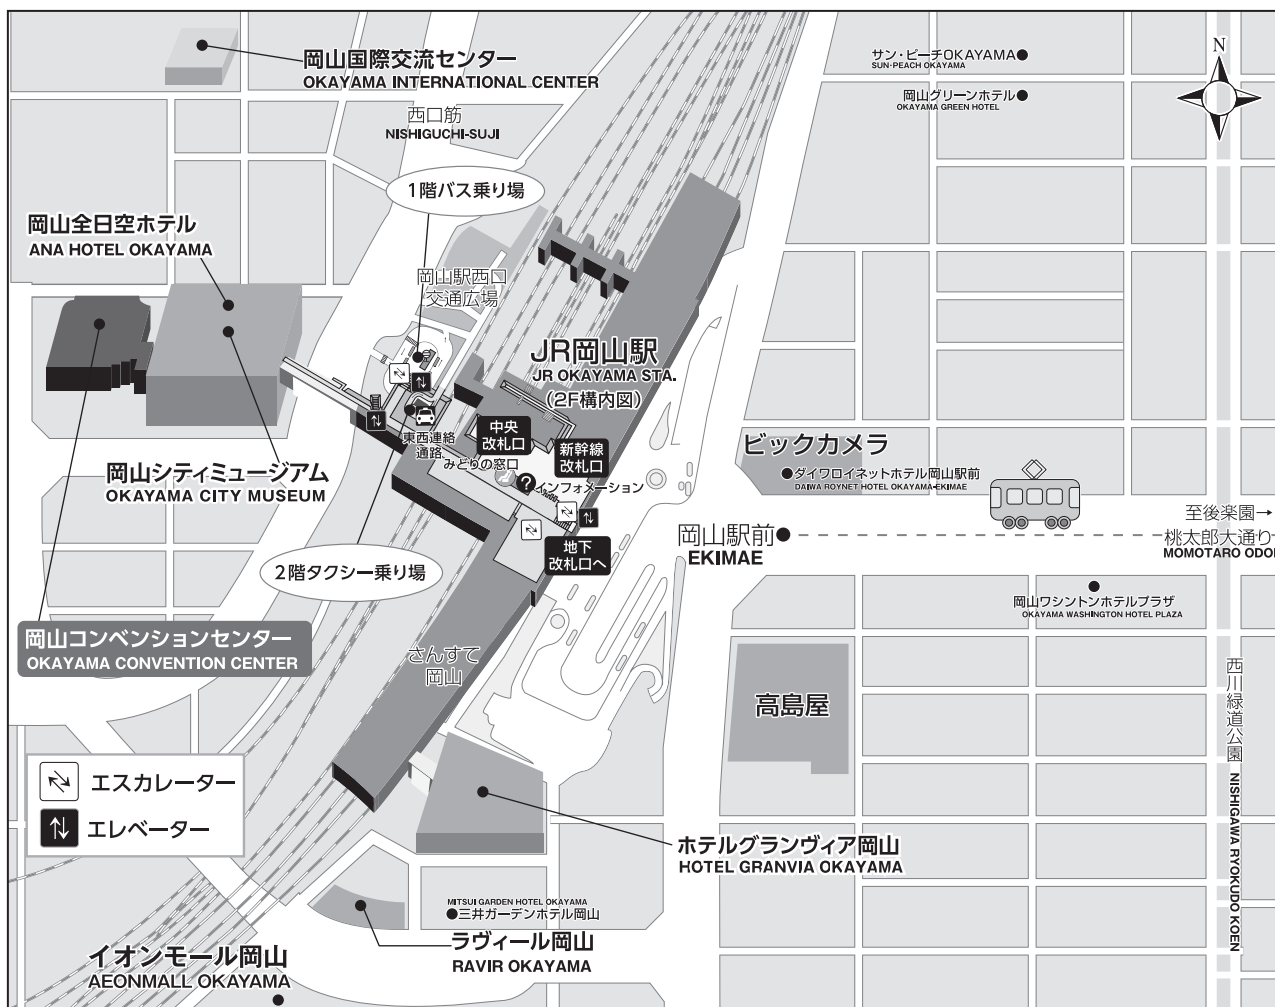 岡山国際交流センター
OKAYAMA INTERNATIONAL CENTER
サン・ピーチOKAYAMA
SUN-PEACH OKAYAMA
岡山グリーンホテル
OKAYAMA GREEN HOTEL
N
西口筋
NISHIGUCHI-SUJI
1階バス乗り場
岡山全日空ホテル
ANA HOTEL OKAYAMA
岡山駅西口
交通広場
JR岡山駅
JR OKAYAMA STA.
(2F構内図)
中央
改札口
新幹線
改札口
東西連絡
通路
みどりの窓口
?
インフォメーション
岡山シティミュージアム
OKAYAMA CITY MUSEUM
ビックカメラ
ダイワロイネットホテル岡山駅前
DAIWA ROYNET HOTEL OKAYAMA-EKIMAE
至後楽園→
岡山駅前
EKIMAE
桃太郎大通り
MOMOTARO ODOR
地下
改札口へ
2階タクシー乗り場
岡山ワシントンホテルプラザ
OKAYAMA WASHINGTON HOTEL PLAZA
岡山コンベンションセンター
OKAYAMA CONVENTION CENTER
さんすて
岡山
高島屋
西川緑道公園
NISHIGAWA RYOKUDO KOEN
エスカレーター
エレベーター
ホテルグランヴィア岡山
HOTEL GRANVIA OKAYAMA
MITSUI GARDEN HOTEL OKAYAMA
三井ガーデンホテル岡山
ラヴィール岡山
RAVIR OKAYAMA
イオンモール岡山
AEONMALL OKAYAMA